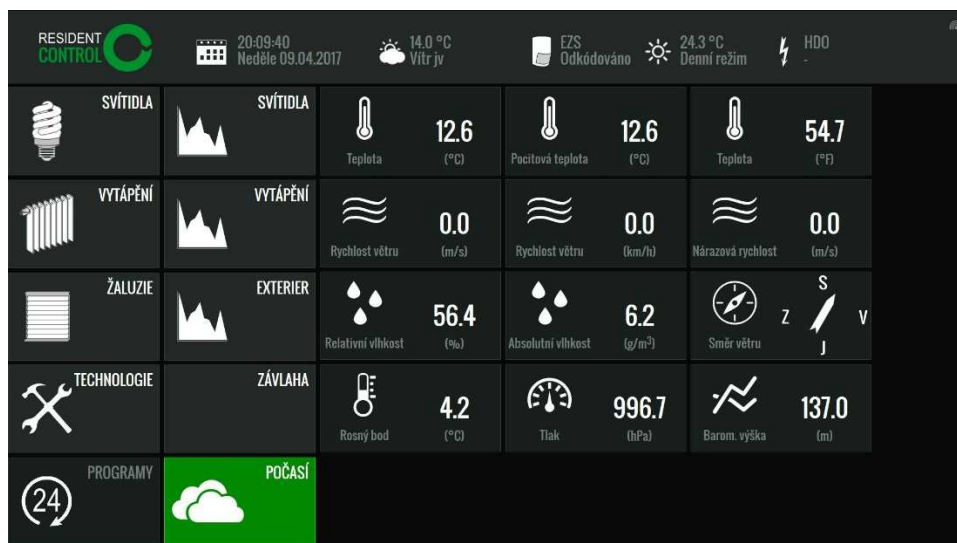 RESIDENT
CONTROL
20:09:40
Neděle 09.04.2017
14.0 °C
Vítr jv
EZS
Odkódováno
24.3 °C
Denní režim
HDO
-
SVÍTIDLA
SVÍTIDLA
12.6
Teplota (°C)
12.6
Pocitová teplota (°C)
54.7
Teplota (°F)
VYTÁPĚNÍ
VYTÁPĚNÍ
0.0
Rychlost větru (m/s)
0.0
Rychlost větru (km/h)
0.0
Nárazová rychlost (m/s)
ŽALUZIE
EXTERIER
56.4
Relativní vlhkost (%)
6.2
Absolutní vlhkost (g/m³)
S
Z V
Směr větru J
TECHNOLOGIE
ZÁVLAHA
4.2
Rosný bod (°C)
996.7
Tlak (hPa)
137.0
Barom. výška (m)
PROGRAMY
24
POČASÍ